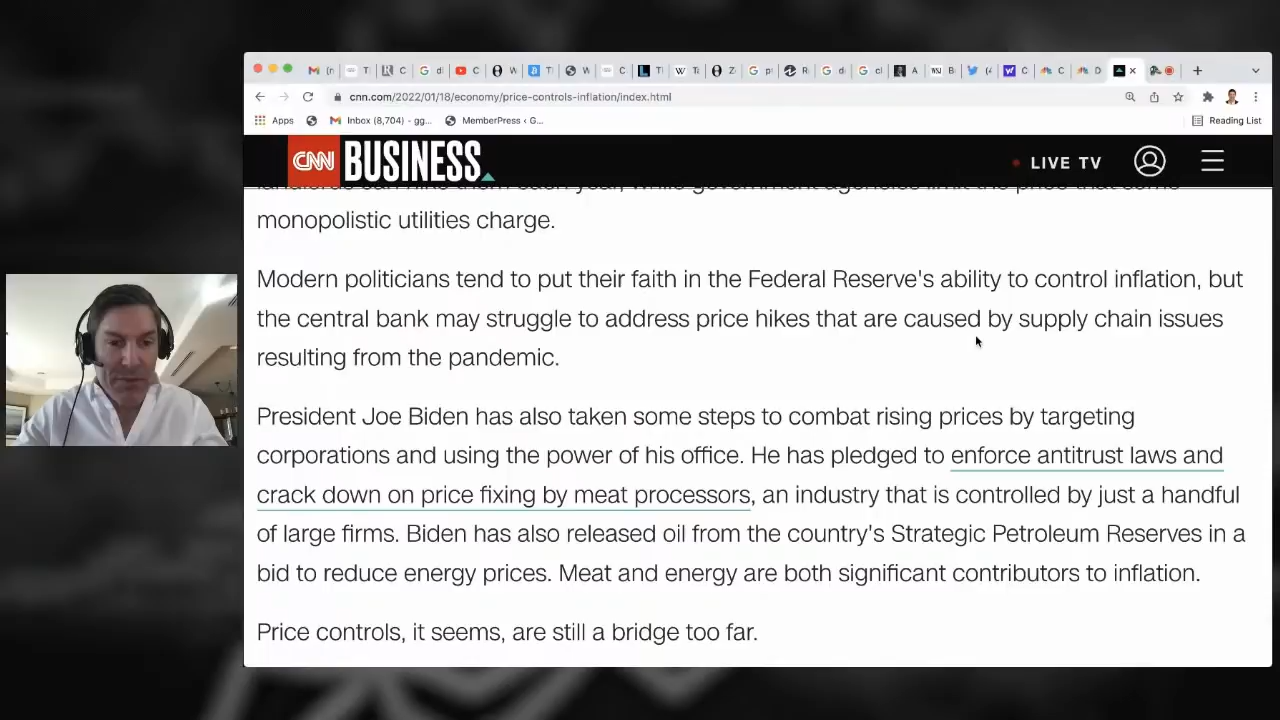 cnn.com/2022/01/18/economy/price-controls-inflation/index.html
Apps Inbox (8,704) - gg... MemberPress ‹ G... Reading List
CNN BUSINESS LIVE TV
monopolistic utilities charge.
Modern politicians tend to put their faith in the Federal Reserve's ability to control inflation, but
the central bank may struggle to address price hikes that are caused by supply chain issues
resulting from the pandemic.
President Joe Biden has also taken some steps to combat rising prices by targeting
corporations and using the power of his office. He has pledged to enforce antitrust laws and
crack down on price fixing by meat processors, an industry that is controlled by just a handful
of large firms. Biden has also released oil from the country's Strategic Petroleum Reserves in a
bid to reduce energy prices. Meat and energy are both significant contributors to inflation.
Price controls, it seems, are still a bridge too far.